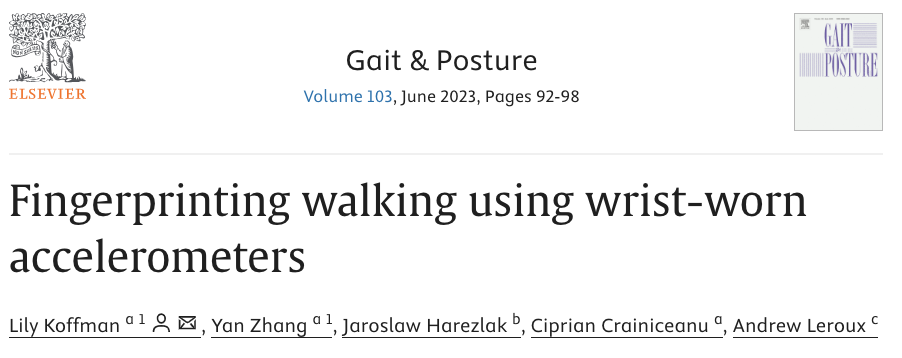 ELSEVIER
Gait & Posture
Volume 103, June 2023, Pages 92-98
GAIT
POSTURE
Fingerprinting walking using wrist-worn
accelerometers
Lily Koffman a 1, Yan Zhang a 1, Jaroslaw Harezlak b, Ciprian Crainiceanu a, Andrew Leroux c